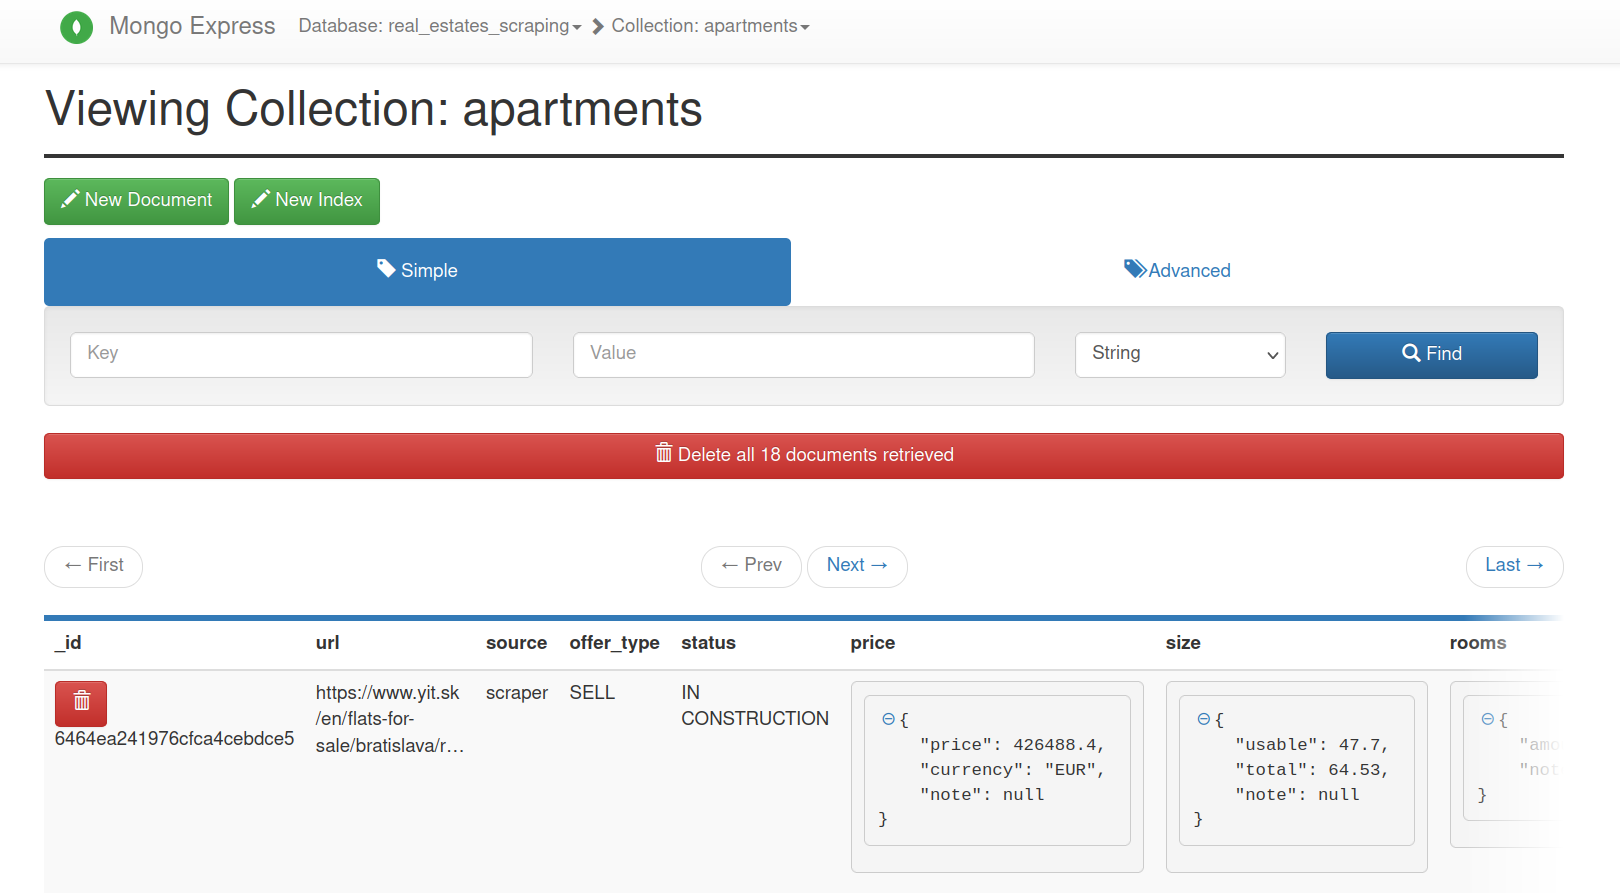 Mongo Express Database: real_estates_scraping Collection: apartments
Viewing Collection: apartments
New Document New Index
Simple Advanced
Key Value String Find
Delete all 18 documents retrieved
← First ← Prev Next → Last →
_id url source offer_type status price size rooms
6464ea241976cfca4cebdce5
https://www.yit.sk
/en/flats-for-
sale/bratislava/r…
scraper
SELL
IN
CONSTRUCTION
{
"price": 426488.4,
"currency": "EUR",
"note": null
}
{
"usable": 47.7,
"total": 64.53,
"note": null
}
{
"amo
"not
}